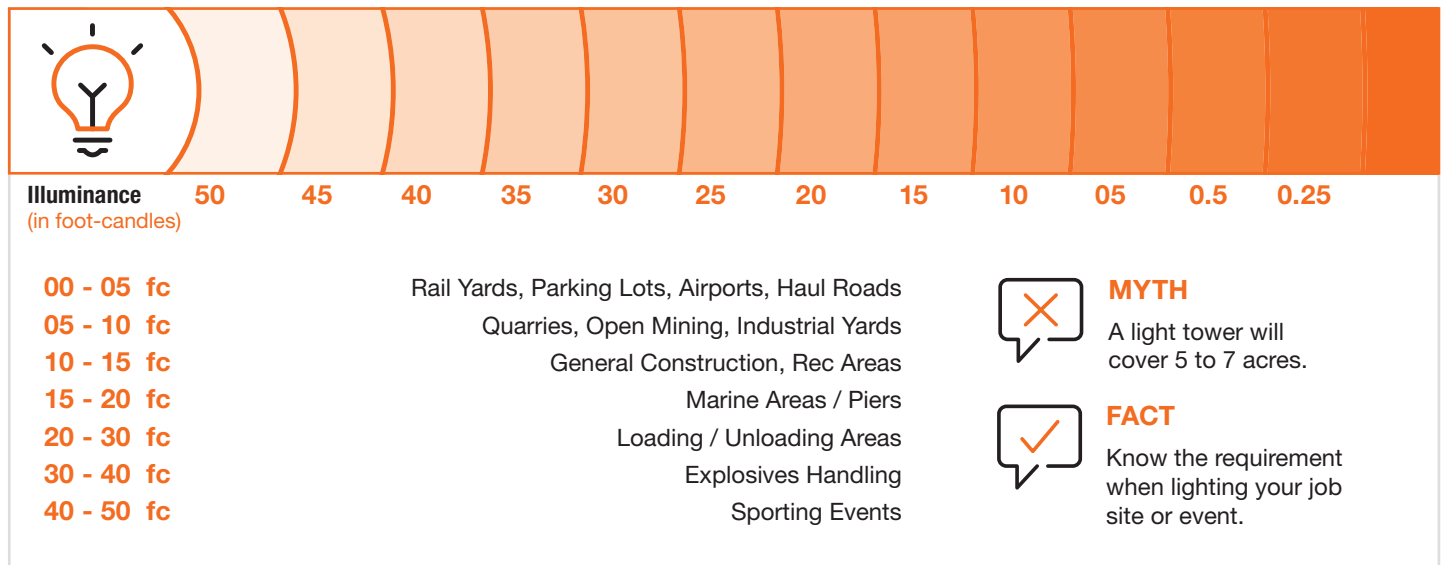 Illuminance 50 45 40 35 30 25 20 15 10 05 0.5 0.25
(in foot-candles)
00 - 05 fc Rail Yards, Parking Lots, Airports, Haul Roads
05 - 10 fc Quarries, Open Mining, Industrial Yards
10 - 15 fc General Construction, Rec Areas
15 - 20 fc Marine Areas / Piers
20 - 30 fc Loading / Unloading Areas
30 - 40 fc Explosives Handling
40 - 50 fc Sporting Events
MYTH
A light tower will
cover 5 to 7 acres.
FACT
Know the requirement
when lighting your job
site or event.